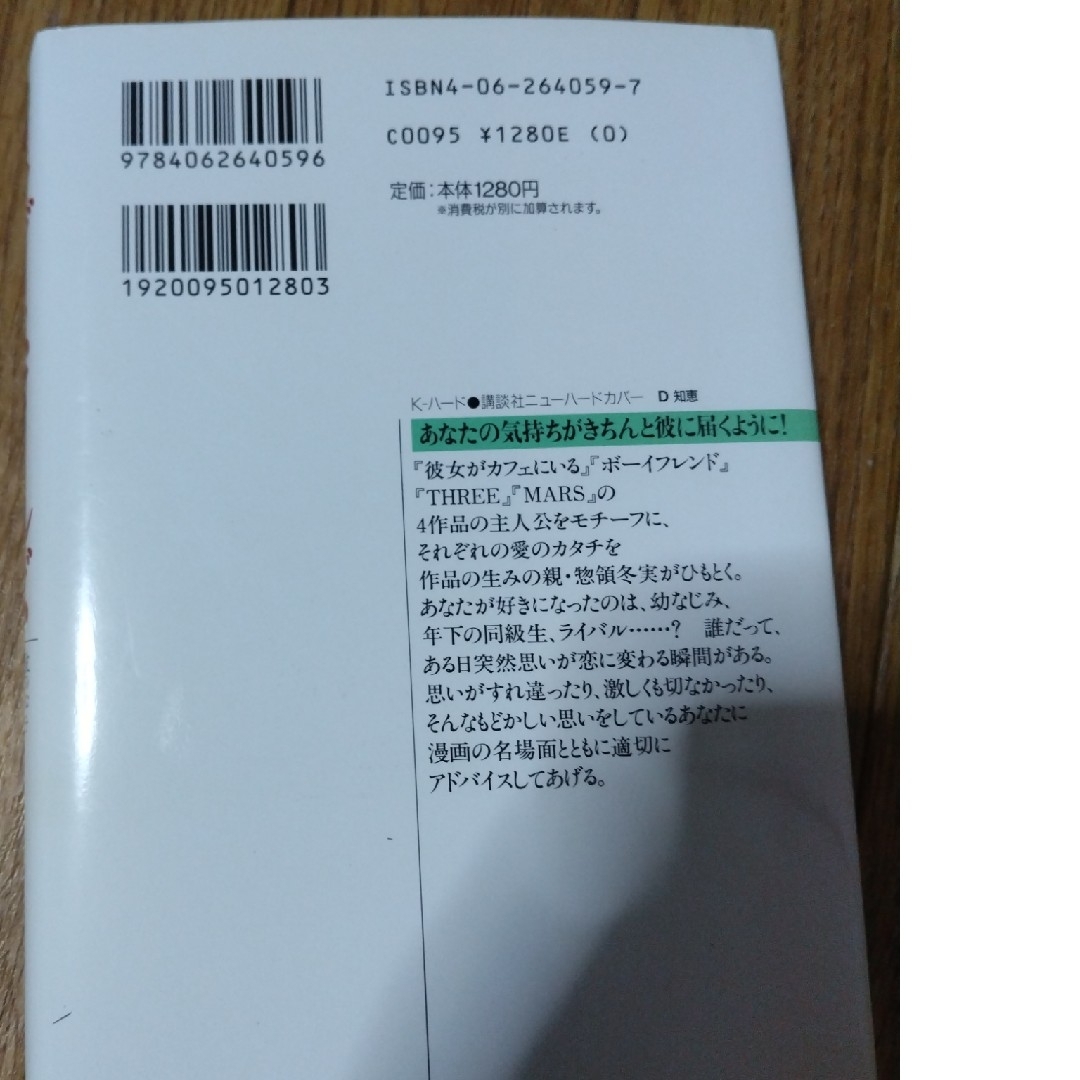 9784062640596
1920095012803
ISBN4-06-264059-7
C0095 ¥1280E (0)
定価：本体1280円
※消費税が別に加算されます。
K-ハード●講談社ニューハードカバー D 知恵
あなたの気持ちがきちんと彼に届くように！
『彼女がカフェにいる』『ボーイフレンド』
『THREE』『MARS』の
4作品の主人公をモチーフに、
それぞれの愛のカタチを
作品の生みの親・惣領冬実がひもとく。
あなたが好きになったのは、幼なじみ、
年下の同級生、ライバル……？ 誰だって、
ある日突然思いが恋に変わる瞬間がある。
思いがすれ違ったり、激しくも切なかったり、
そんなもどかしい思いをしているあなたに
漫画の名場面とともに適切に
アドバイスしてあげる。